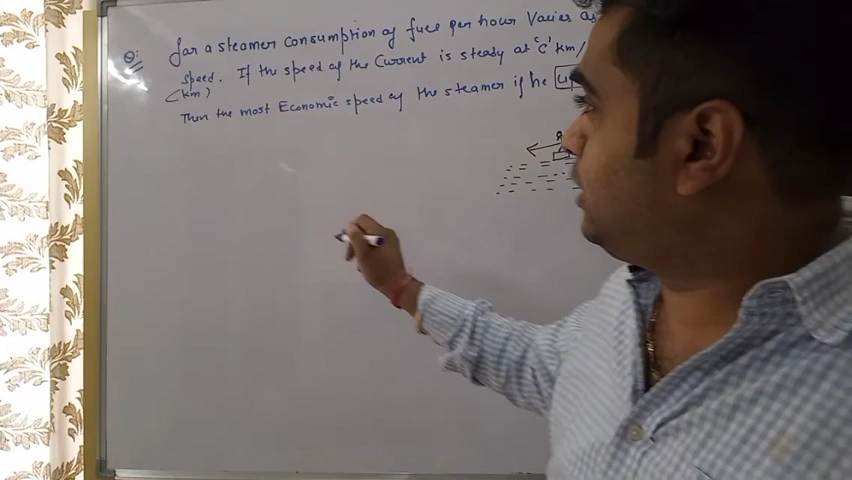 Q: for a steamer consumption of fuel per hour varies as
speed. If the speed of the current is steady at 'c' km/
(km)
Then the most Economic speed of the steamer if he up